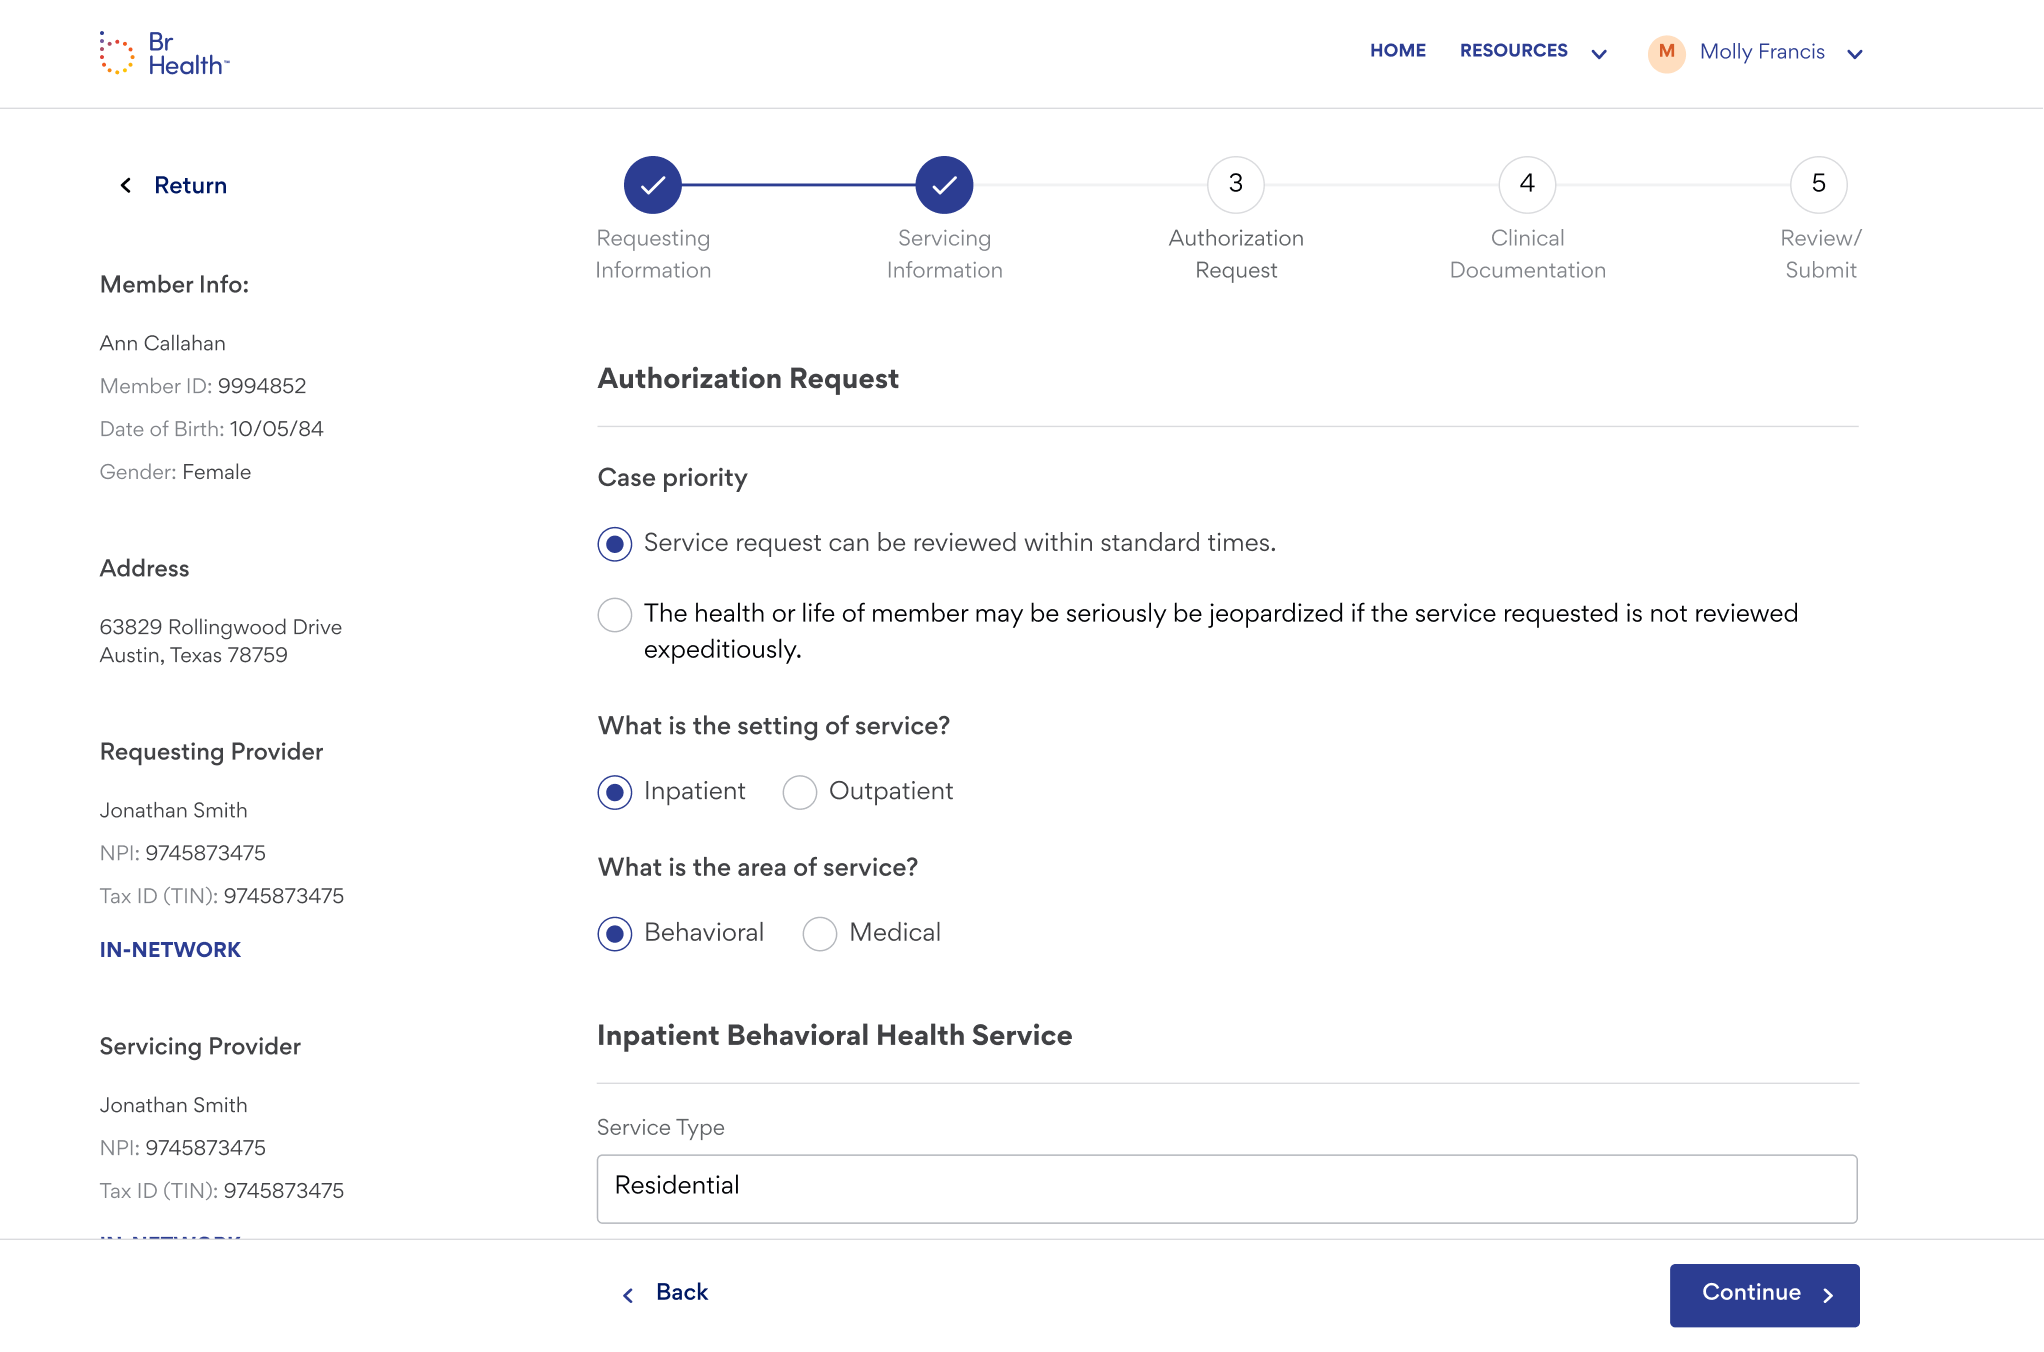 Br
Health™
HOME
RESOURCES
M
Molly Francis
Return
3
4
5
Requesting
Information
Servicing
Information
Authorization
Request
Clinical
Documentation
Review/
Submit
Member Info:
Ann Callahan
Member ID: 9994852
Date of Birth: 10/05/84
Gender: Female
Address
63829 Rollingwood Drive
Austin, Texas 78759
Requesting Provider
Jonathan Smith
NPI: 9745873475
Tax ID (TIN): 9745873475
IN-NETWORK
Servicing Provider
Jonathan Smith
NPI: 9745873475
Tax ID (TIN): 9745873475
Authorization Request
Case priority
Service request can be reviewed within standard times.
The health or life of member may be seriously be jeopardized if the service requested is not reviewed
expeditiously.
What is the setting of service?
Inpatient
Outpatient
What is the area of service?
Behavioral
Medical
Inpatient Behavioral Health Service
Service Type
Residential
Back
Continue